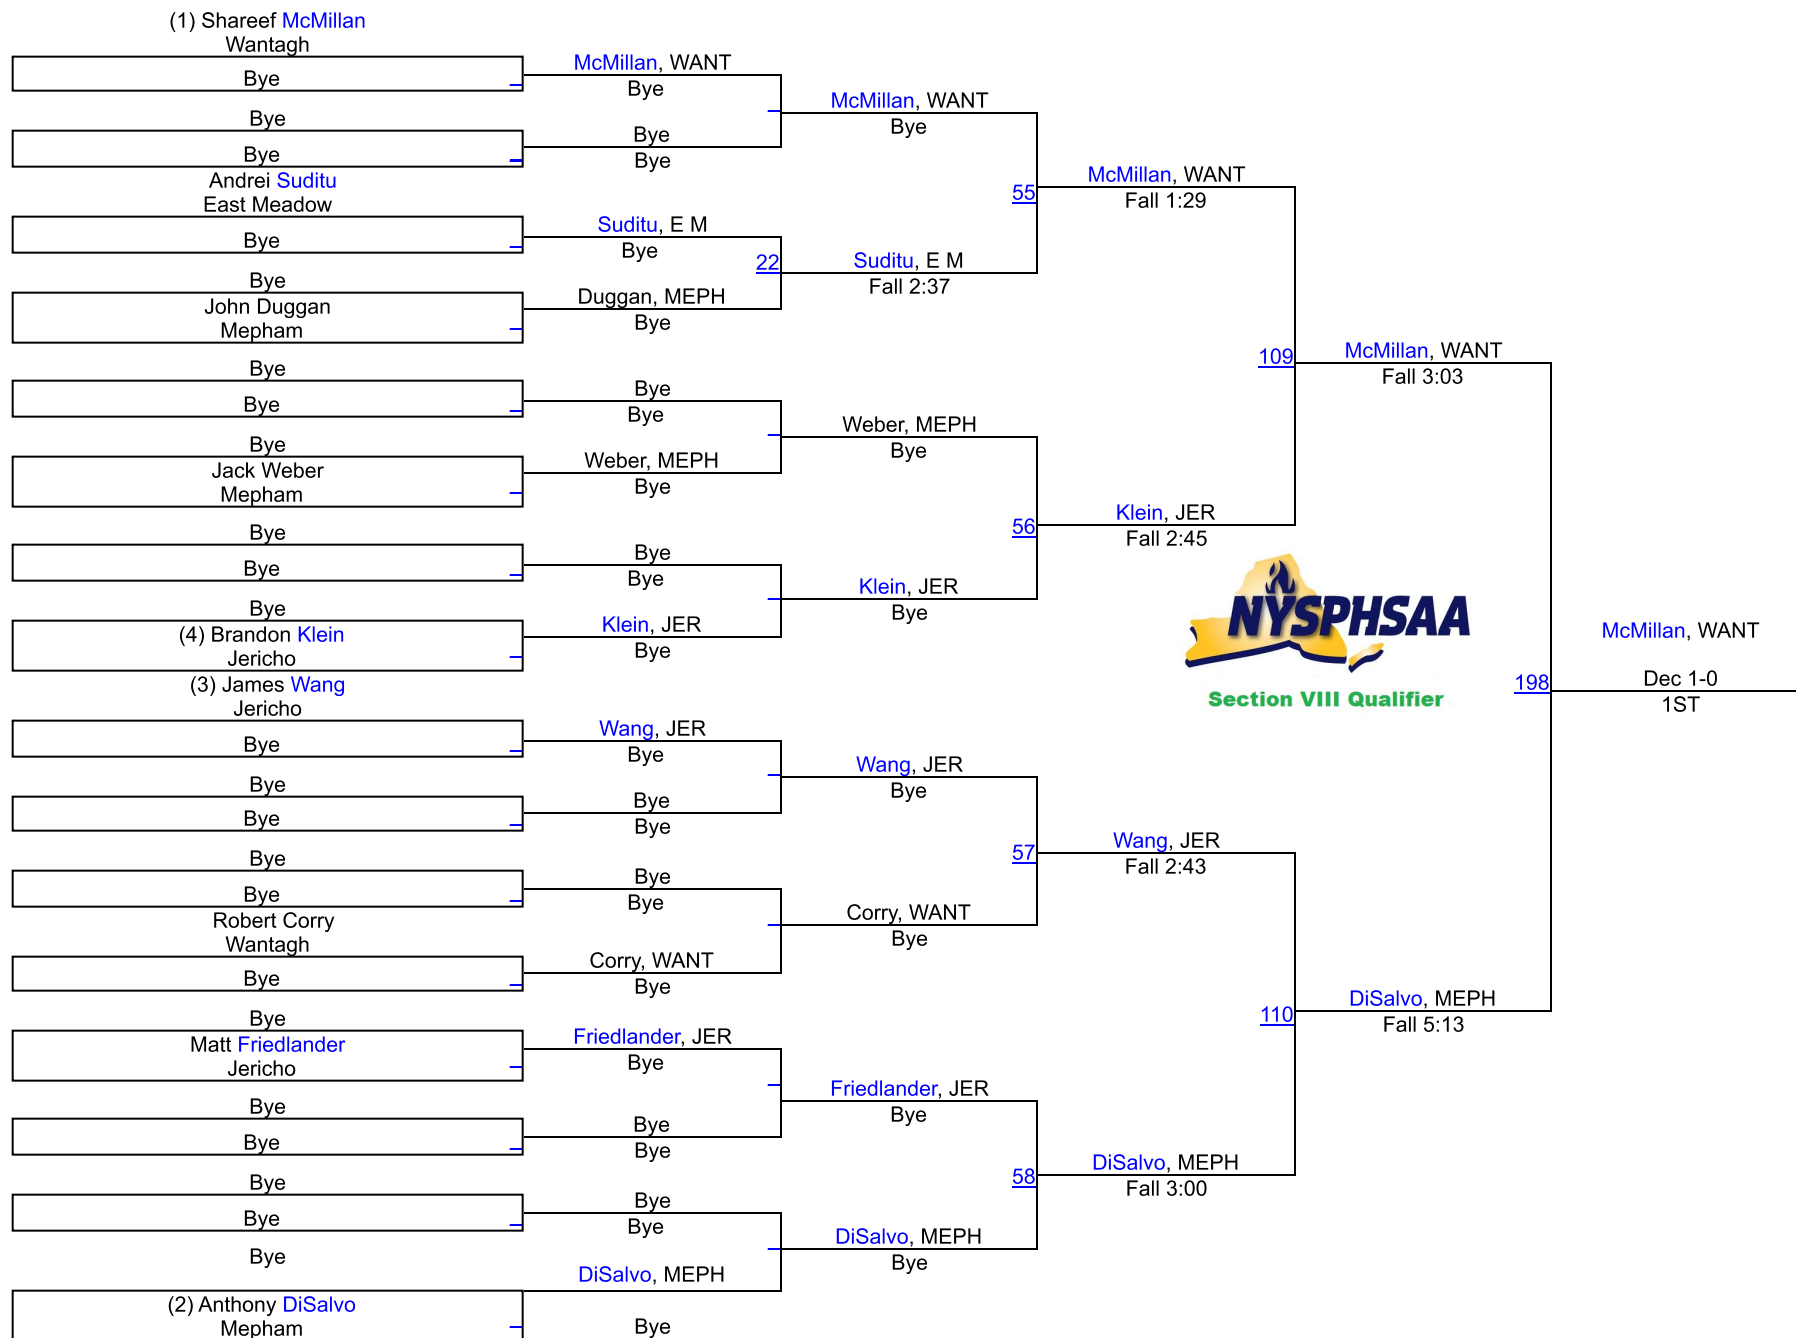 (1) Shareef McMillan
Wantagh
Bye
Bye
Bye
Andrei Suditu
East Meadow
Bye
Bye
John Duggan
Mepham
Bye
Bye
Bye
Jack Weber
Mepham
Bye
Bye
Bye
(4) Brandon Klein
Jericho
(3) James Wang
Jericho
Bye
Bye
Bye
Bye
Bye
Robert Corry
Wantagh
Bye
Bye
Matt Friedlander
Jericho
Bye
Bye
Bye
Bye
Bye
(2) Anthony DiSalvo
Mepham
McMillan, WANT
Bye
Bye
Bye
Suditu, E M
Bye
22
Duggan, MEPH
Bye
Bye
Bye
Weber, MEPH
Bye
Bye
Bye
Klein, JER
Bye
Wang, JER
Bye
Bye
Bye
Bye
Bye
Corry, WANT
Bye
Friedlander, JER
Bye
Bye
Bye
Bye
Bye
DiSalvo, MEPH
Bye
McMillan, WANT
Bye
55
Suditu, E M
Fall 2:37
Weber, MEPH
Bye
56
Klein, JER
Bye
Wang, JER
Bye
57
Corry, WANT
Bye
Friedlander, JER
Bye
58
DiSalvo, MEPH
Bye
McMillan, WANT
Fall 1:29
109
Klein, JER
Fall 2:45
NYSPHSAA
Section VIII Qualifier
Wang, JER
Fall 2:43
110
DiSalvo, MEPH
Fall 3:00
McMillan, WANT
Fall 3:03
198
DiSalvo, MEPH
Fall 5:13
McMillan, WANT
Dec 1-0
1ST